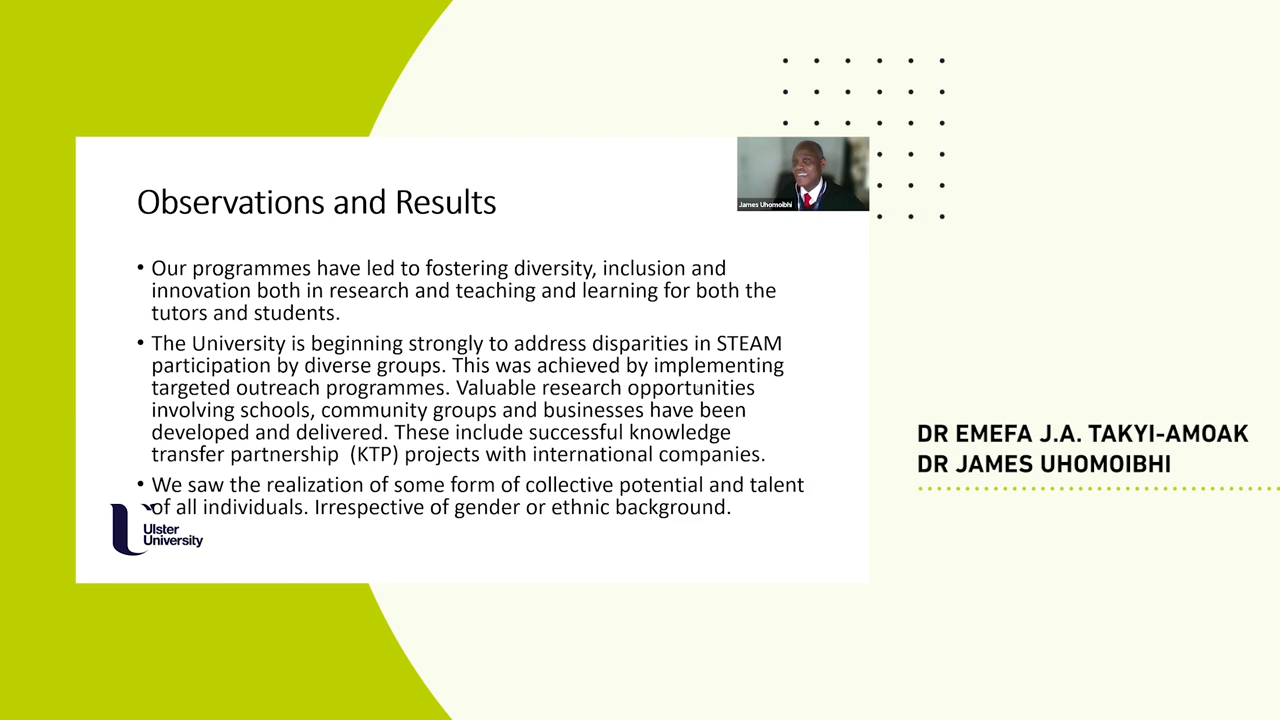 James Uhomoibhi
Observations and Results
• Our programmes have led to fostering diversity, inclusion and
innovation both in research and teaching and learning for both the
tutors and students.
• The University is beginning strongly to address disparities in STEAM
participation by diverse groups. This was achieved by implementing
targeted outreach programmes. Valuable research opportunities
involving schools, community groups and businesses have been
developed and delivered. These include successful knowledge
transfer partnership (KTP) projects with international companies.
• We saw the realization of some form of collective potential and talent
of all individuals. Irrespective of gender or ethnic background.
Ulster
University
DR EMEFA J.A. TAKYI-AMOAK
DR JAMES UHOMOIBHI